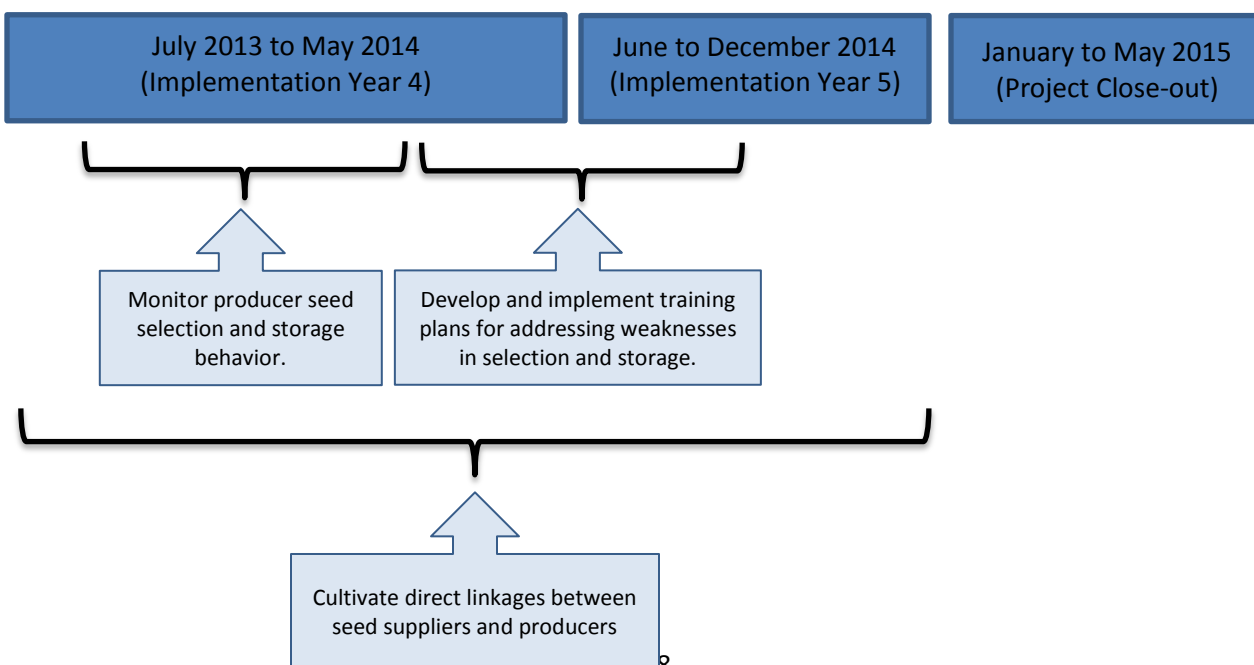 July 2013 to May 2014
(Implementation Year 4)
June to December 2014
(Implementation Year 5)
January to May 2015
(Project Close-out)
Monitor producer seed
selection and storage
behavior.
Develop and implement training
plans for addressing weaknesses
in selection and storage.
Cultivate direct linkages between
seed suppliers and producers